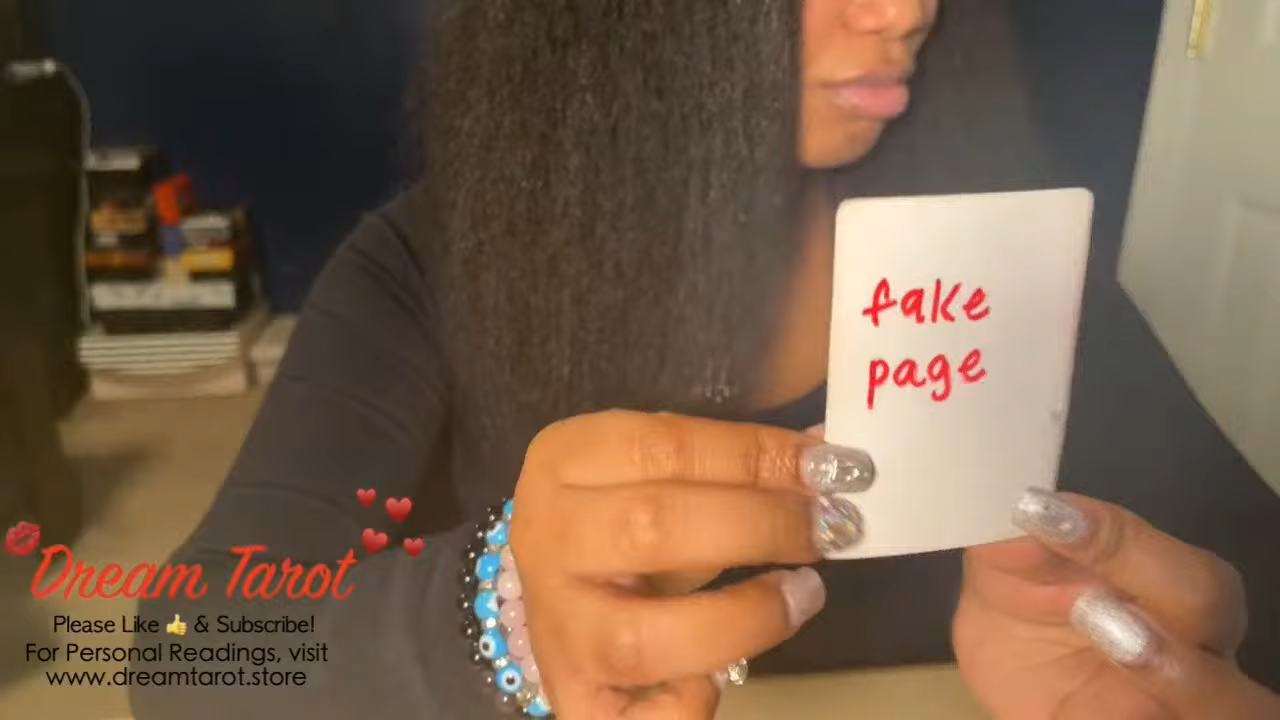 fake
page
Dream Tarot
Please Like 👍 & Subscribe!
For Personal Readings, visit
www.dreamtarot.store